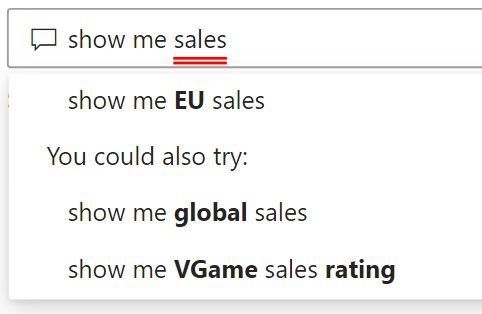 show me sales
show me EU sales
You could also try:
show me global sales
show me VGame sales rating